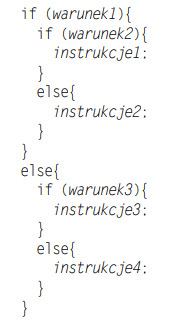 if (warunek1){
if (warunek2){
instrukcje1;
}
else{
instrukcje2;
}
}
else{
if (warunek3){
instrukcje3;
}
else{
instrukcje4;
}
}